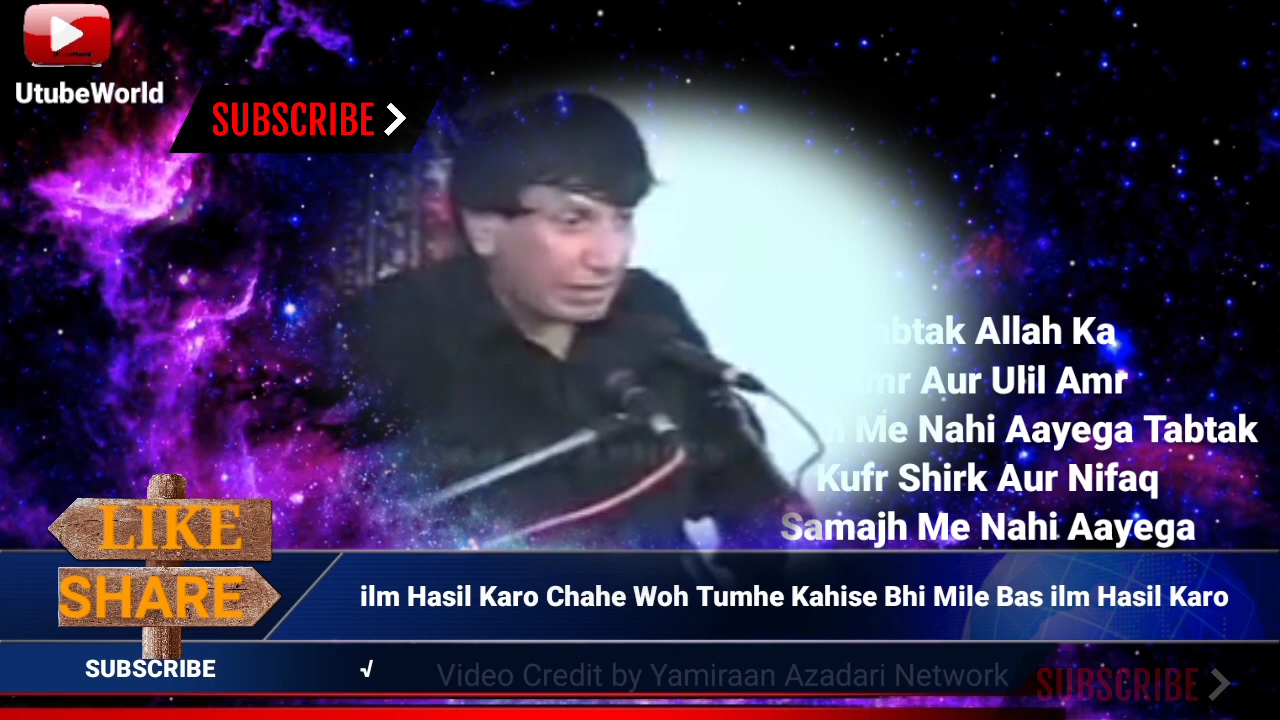 UtubeWorld
SUBSCRIBE
Tabtak Allah Ka
Amr Aur Ulil Amr
Me Nahi Aayega Tabtak
Kufr Shirk Aur Nifaq
Samajh Me Nahi Aayega
LIKE
SHARE
ilm Hasil Karo Chahe Woh Tumhe Kahise Bhi Mile Bas ilm Hasil Karo
SUBSCRIBE
√
Video Credit by Yamiraan Azadari Network
SUBSCRIBE